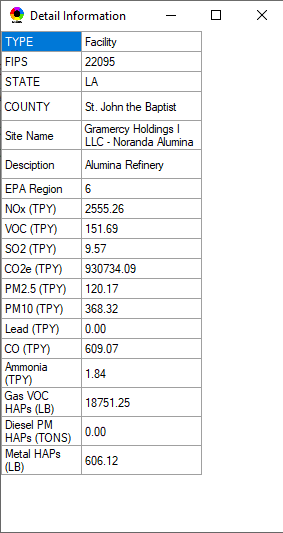 Detail Information
TYPE Facility
FIPS 22095
STATE LA
COUNTY St. John the Baptist
Site Name Gramercy Holdings I
LLC - Noranda Alumina
Desciption Alumina Refinery
EPA Region 6
NOx (TPY) 2555.26
VOC (TPY) 151.69
SO2 (TPY) 9.57
CO2e (TPY) 930734.09
PM2.5 (TPY) 120.17
PM10 (TPY) 368.32
Lead (TPY) 0.00
CO (TPY) 609.07
Ammonia
(TPY) 1.84
Gas VOC
HAPs (LB) 18751.25
Diesel PM
HAPs (TONS) 0.00
Metal HAPs
(LB) 606.12